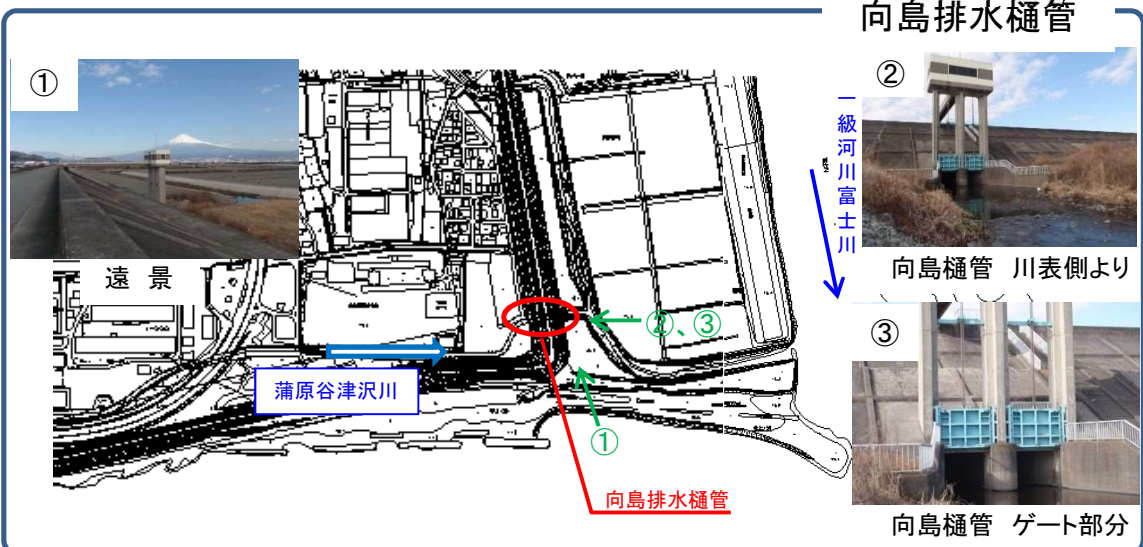 向島排水樋管
①
②
一級河川富士川
遠 景
向島樋管 川表側より
②、③
③
蒲原谷津沢川
①
向島排水樋管
向島樋管 ゲート部分